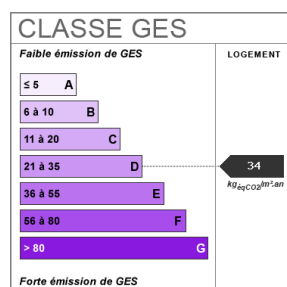 CLASSE GES
Faible émission de GES
LOGEMENT
≤ 5 A
6 à 10 B
11 à 20 C
21 à 35 D
34
kgéqCO2/m².an
36 à 55 E
56 à 80 F
> 80 G
Forte émission de GES